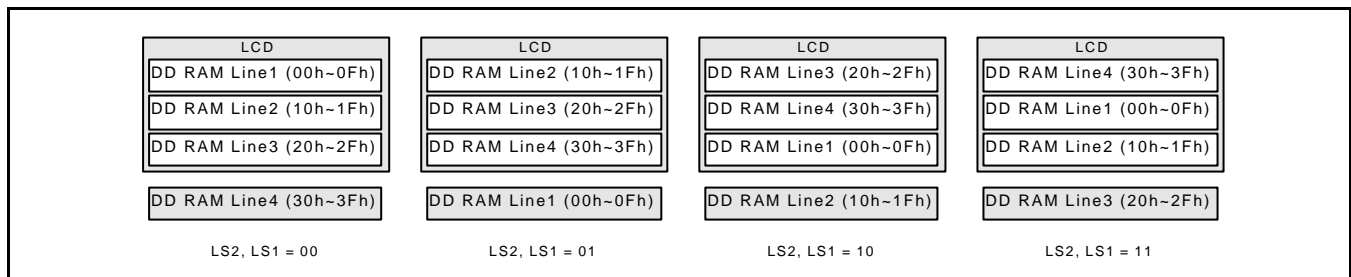 LCD
DD RAM Line1 (00h~0Fh)
DD RAM Line2 (10h~1Fh)
DD RAM Line3 (20h~2Fh)
DD RAM Line4 (30h~3Fh)
LS2, LS1 = 00
LCD
DD RAM Line2 (10h~1Fh)
DD RAM Line3 (20h~2Fh)
DD RAM Line4 (30h~3Fh)
DD RAM Line1 (00h~0Fh)
LS2, LS1 = 01
LCD
DD RAM Line3 (20h~2Fh)
DD RAM Line4 (30h~3Fh)
DD RAM Line1 (00h~0Fh)
DD RAM Line2 (10h~1Fh)
LS2, LS1 = 10
LCD
DD RAM Line4 (30h~3Fh)
DD RAM Line1 (00h~0Fh)
DD RAM Line2 (10h~1Fh)
DD RAM Line3 (20h~2Fh)
LS2, LS1 = 11